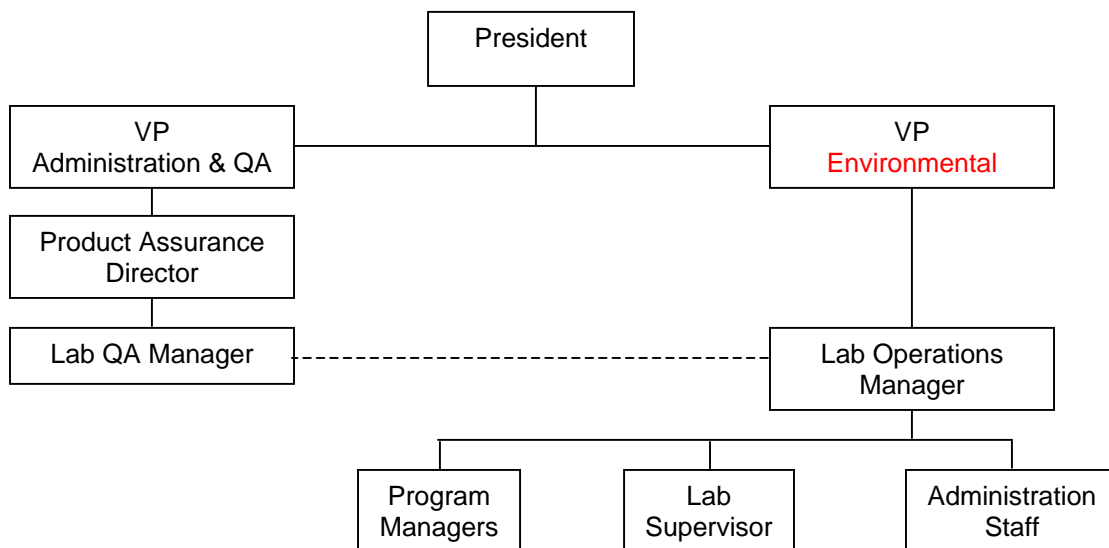 President
VP
Administration & QA
VP
Environmental
Product Assurance
Director
Lab QA Manager
Lab Operations
Manager
Program
Managers
Lab
Supervisor
Administration
Staff